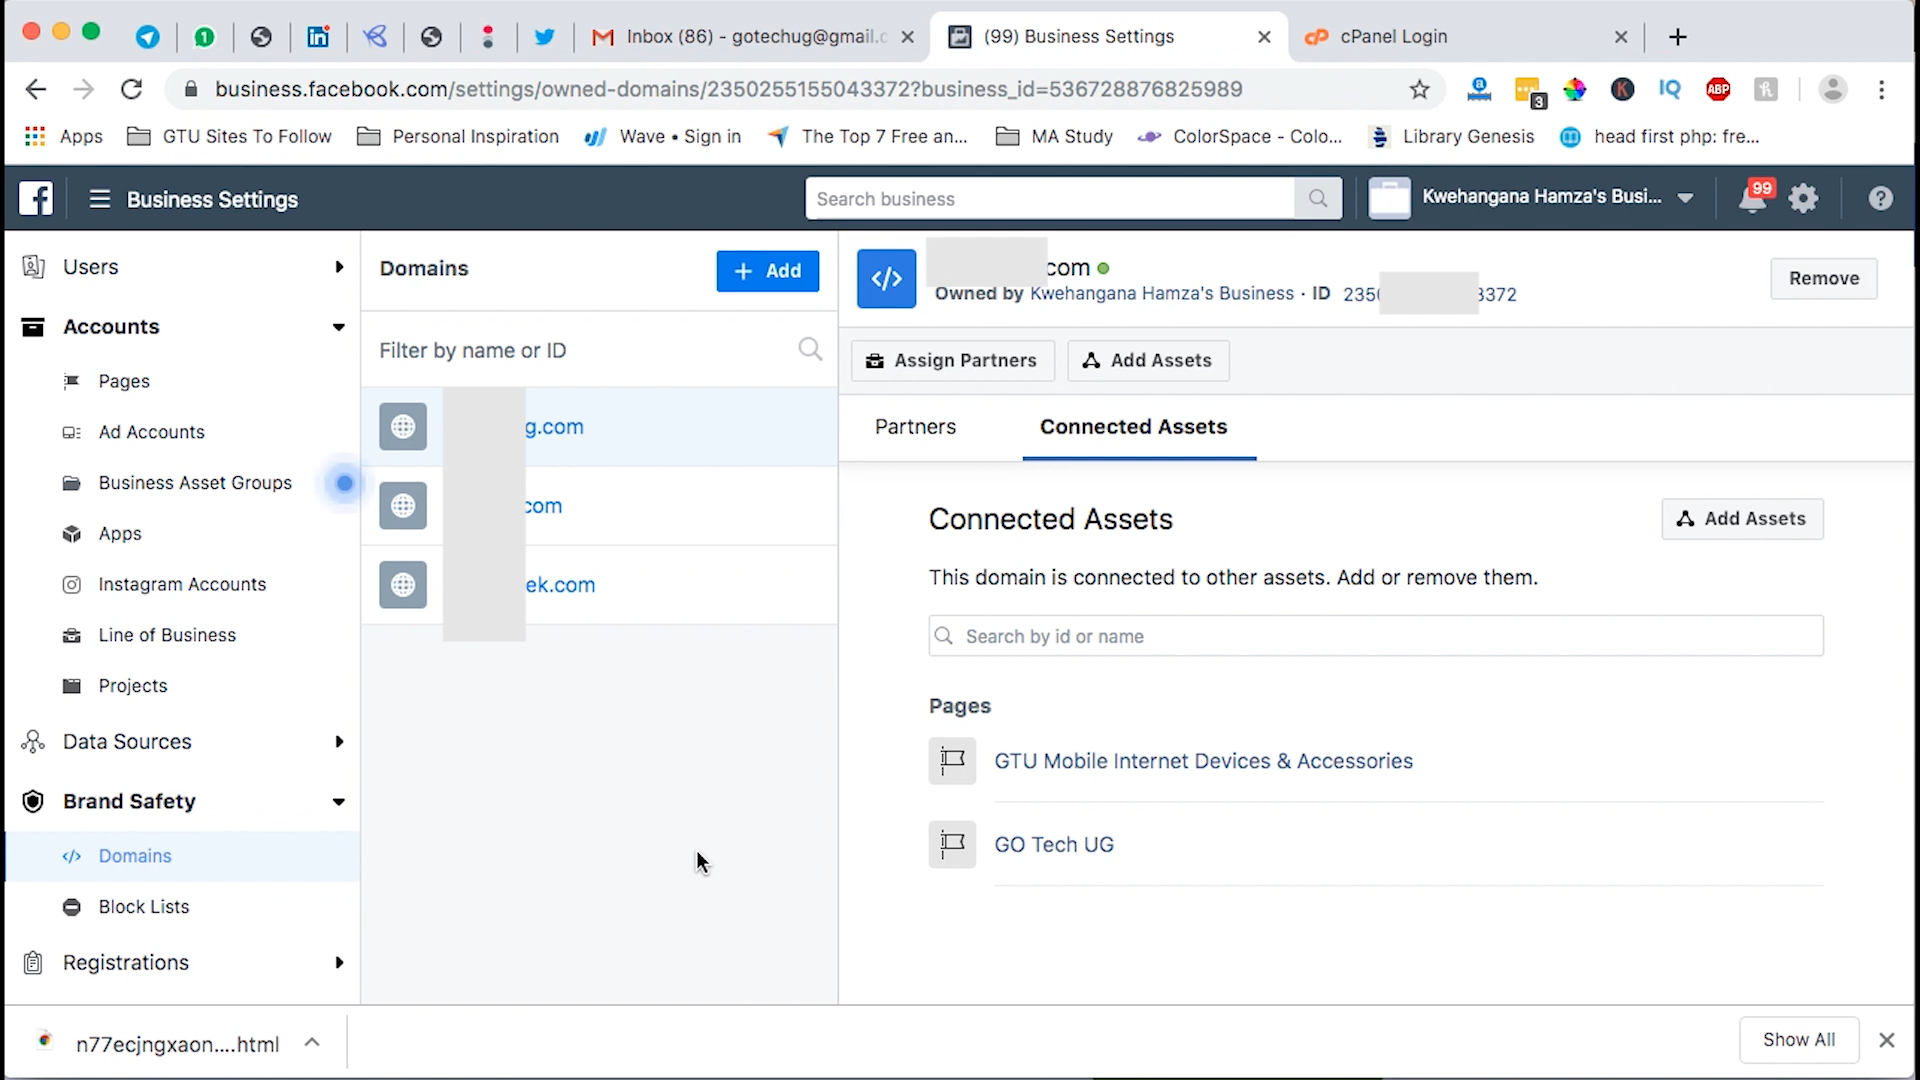 1
Inbox (86) - gotechug@gmail.c
(99) Business Settings
cPanel Login
business.facebook.com/settings/owned-domains/2350255155043372?business_id=536728876825989
3
IQ
ABP
Apps
GTU Sites To Follow
Personal Inspiration
Wave • Sign in
The Top 7 Free an...
MA Study
ColorSpace - Colo...
Library Genesis
head first php: fre...
Business Settings
Search business
Kwehangana Hamza's Busi...
99
Users
Accounts
Pages
Ad Accounts
Business Asset Groups
Apps
Instagram Accounts
Line of Business
Projects
Data Sources
Brand Safety
Domains
Block Lists
Registrations
Domains
+ Add
Filter by name or ID
g.com
com
ek.com
com
Owned by Kwehangana Hamza's Business · ID 235 3372
Remove
Assign Partners
Add Assets
Partners
Connected Assets
Connected Assets
Add Assets
This domain is connected to other assets. Add or remove them.
Search by id or name
Pages
GTU Mobile Internet Devices & Accessories
GO Tech UG
n77ecjngxaon....html
Show All